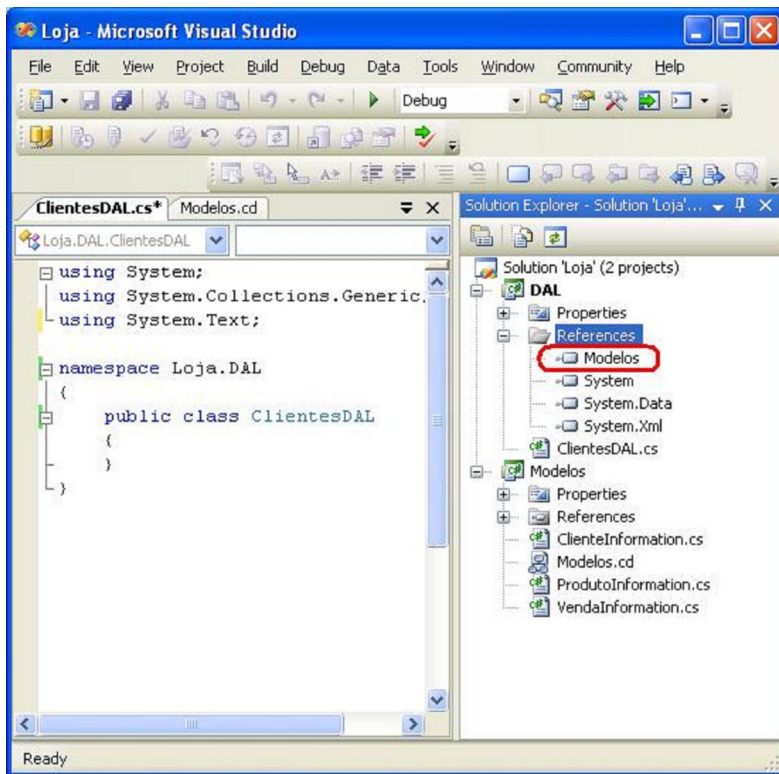 Loja - Microsoft Visual Studio
File Edit View Project Build Debug Data Tools Window Community Help
Debug
ClientesDAL.cs* Modelos.cd
Loja.DAL.ClientesDAL
using System;
using System.Collections.Generic
using System.Text;
namespace Loja.DAL
{
public class ClientesDAL
{
}
}
Solution Explorer - Solution 'Loja'...
Solution 'Loja' (2 projects)
DAL
Properties
References
Modelos
System
System.Data
System.Xml
ClientesDAL.cs
Modelos
Properties
References
ClienteInformation.cs
Modelos.cd
ProdutoInformation.cs
VendaInformation.cs
Ready